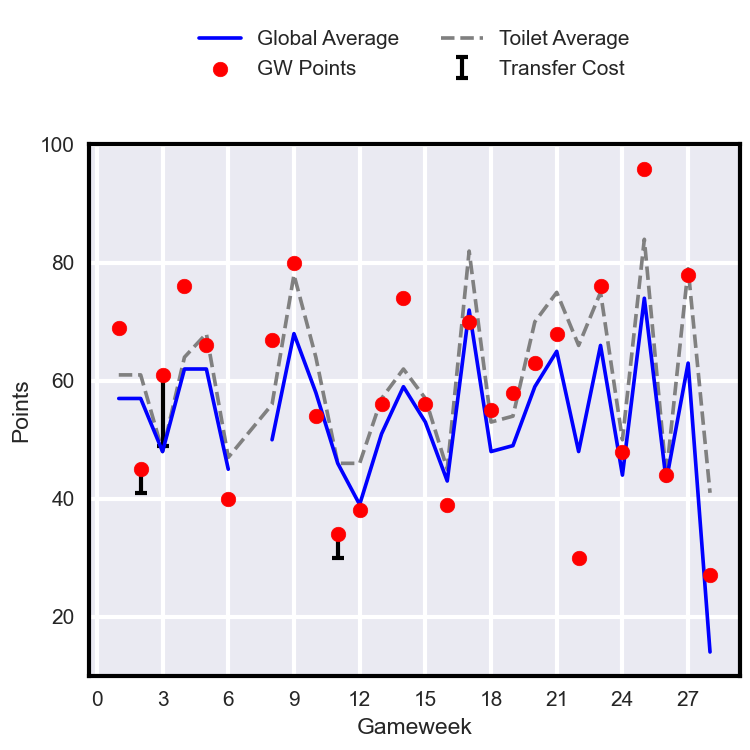 Global Average
Toilet Average
GW Points
Transfer Cost
100
80
60
40
20
Points
0 3 6 9 12 15 18 21 24 27
Gameweek